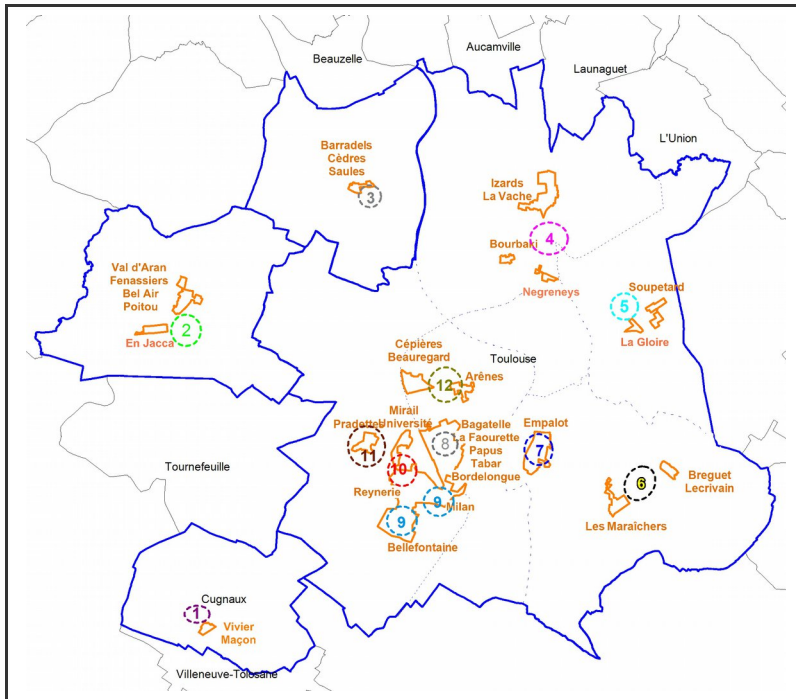 Aucamville
Beauzelle
Launaguet
L'Union
Barradels
Cèdres
Saules
3
Izards
La Vache
4
Bourbaki
Negreneys
Val d'Aran
Fenassiers
Bel Air
Poitou
2
En Jacca
Soupetard
5
La Gloire
Cépières
Beauregard
Toulouse
12
Arênes
Mirail
Université
Pradettes
11
10
Bagatelle
La Faourette
Papus
Tabar
Bordelongue
8
Empalot
7
Tournefeuille
Reynerie
9
Milan
9
Bellefontaine
6
Breguet
Lecrivain
Les Maraîchers
Cugnaux
1
Vivier
Maçon
Villeneuve-Tolosane